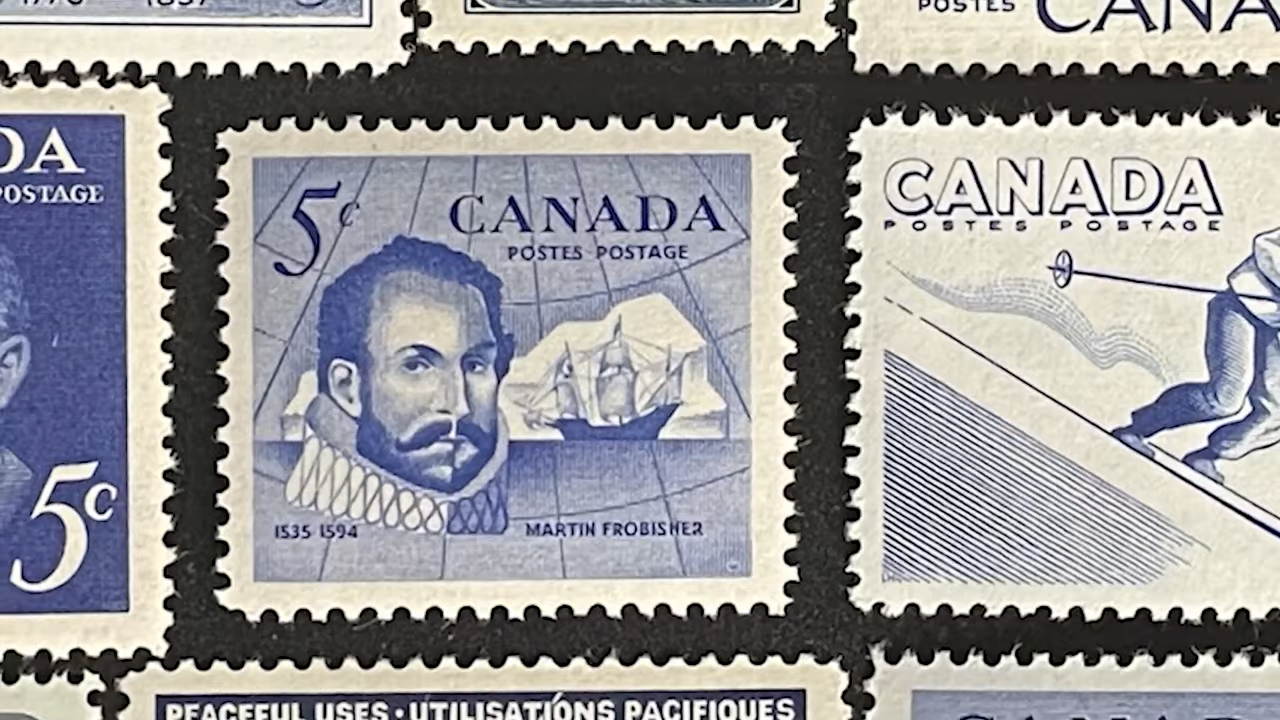 POSTES CANA
DA
POSTAGE
5c
5c CANADA
POSTES POSTAGE
1535 1594 MARTIN FROBISHER
CANADA
POSTES POSTAGE
PEACEFUL USES · UTILISATIONS PACIFIQUES